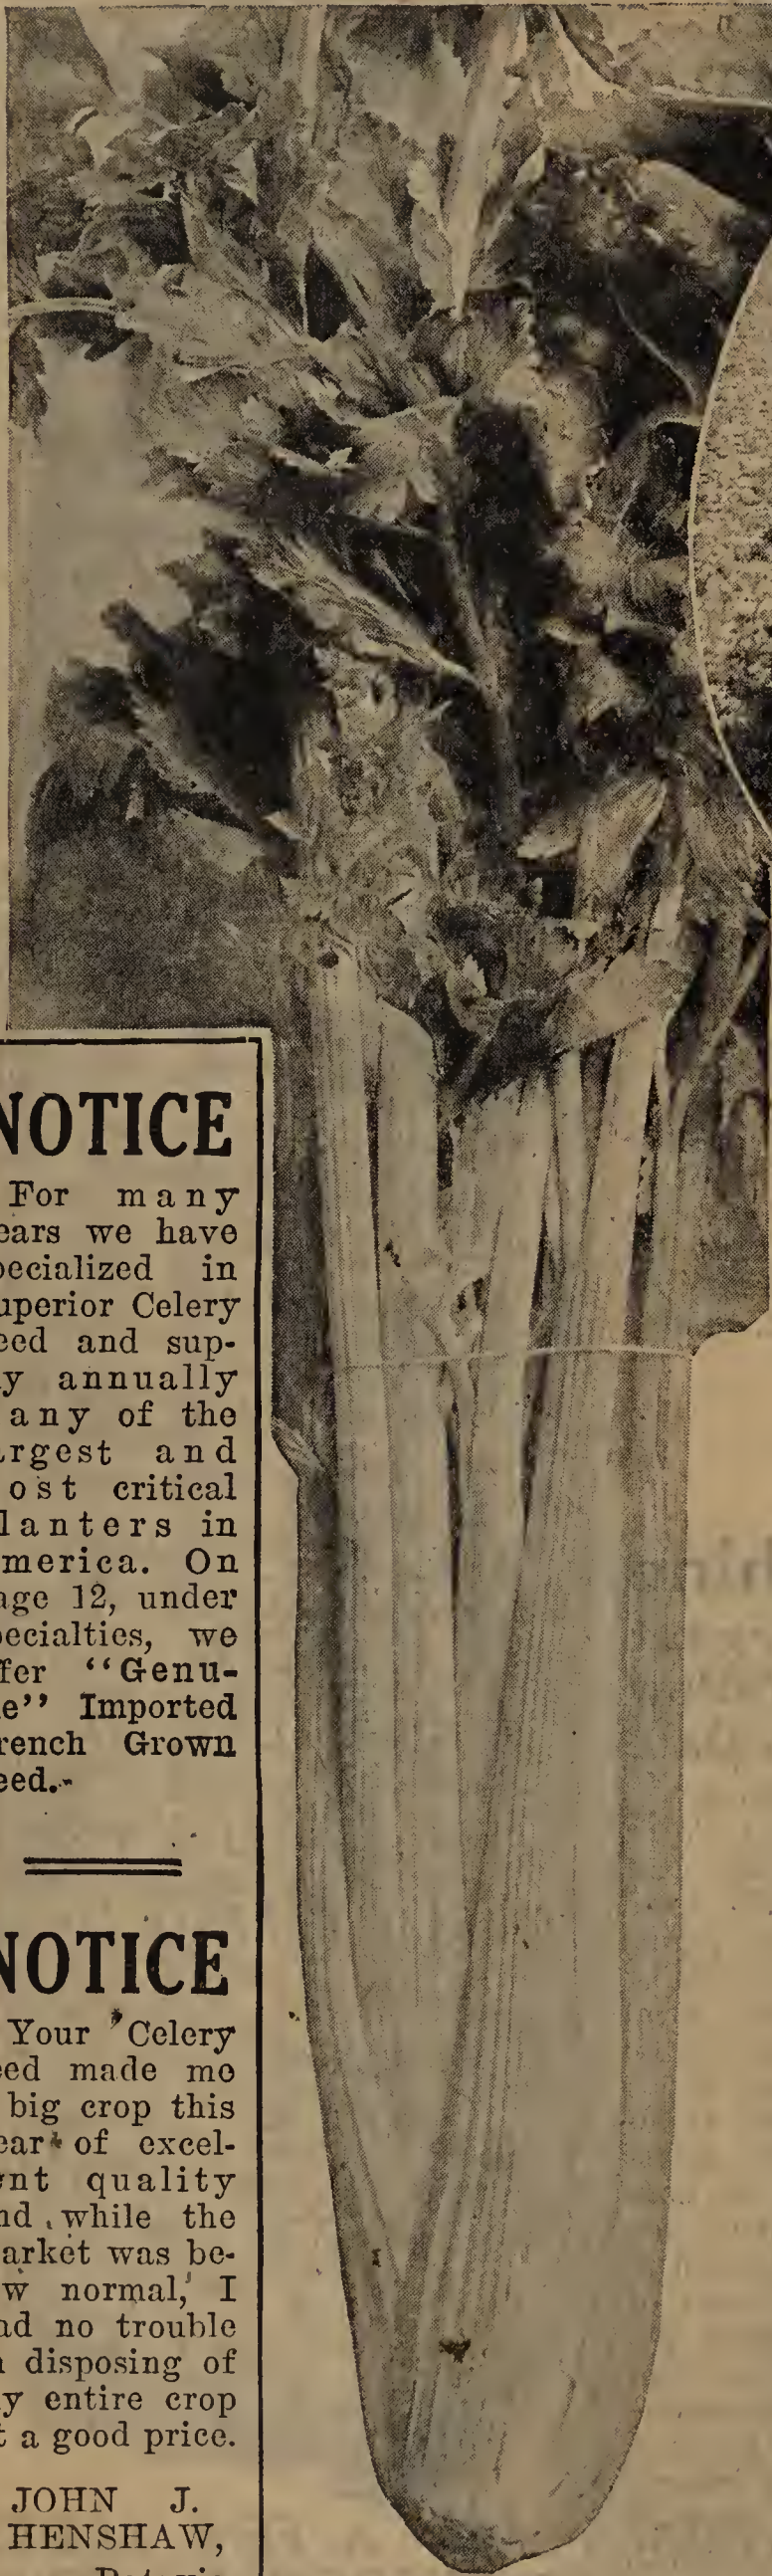 NOTICE
For many
ears we have
pecialized in
uperior Celery
eed and sup-
y annually
any of the
rgest and
ost critical
lanters in
merica. On
age 12, under
pecialties, we
fer “Genu-
e” Imported
rench Grown
eed.
NOTICE
Your Celery
eed made me
big crop this
ear of excel-
nt quality
nd while the
arket was be-
w normal, I
ad no trouble
disposing of
y entire crop
t a good price.
JOHN J.
HENSHAW,